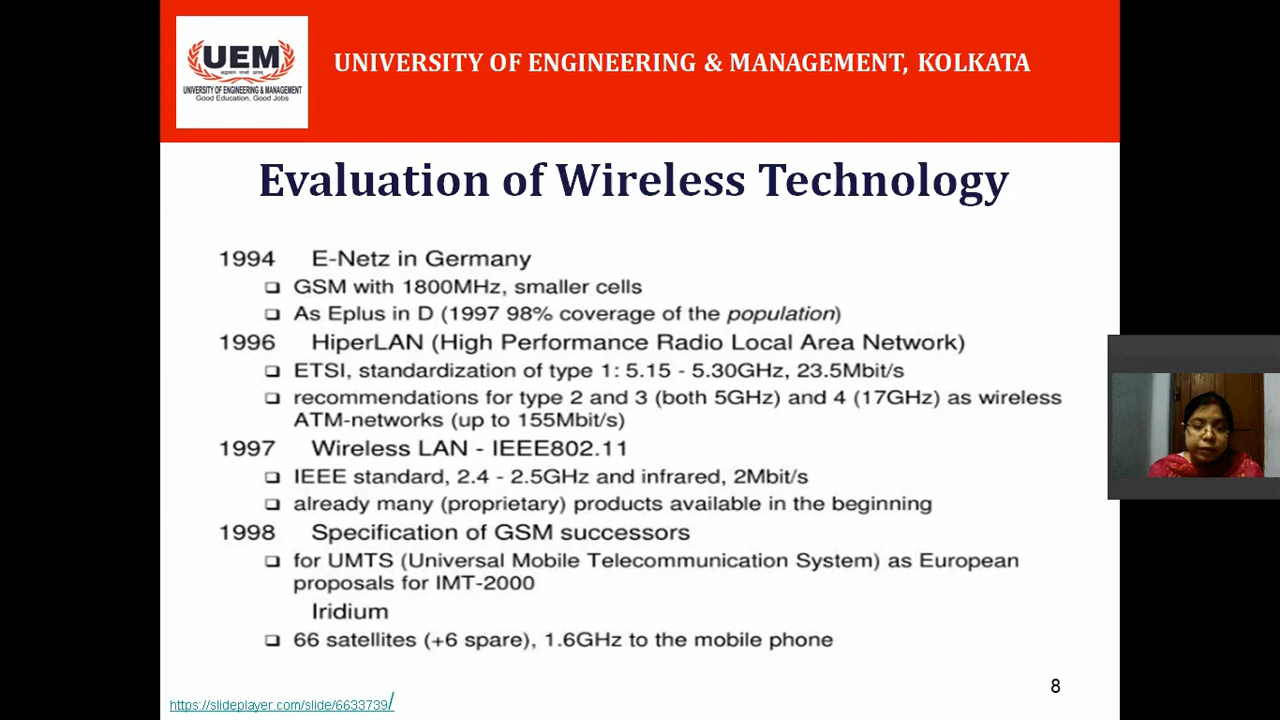 UEM
UNIVERSITY OF ENGINEERING & MANAGEMENT
Good Education, Good Jobs
UNIVERSITY OF ENGINEERING & MANAGEMENT, KOLKATA
Evaluation of Wireless Technology
1994 E-Netz in Germany
❑ GSM with 1800MHz, smaller cells
❑ As Eplus in D (1997 98% coverage of the population)
1996 HiperLAN (High Performance Radio Local Area Network)
❑ ETSI, standardization of type 1: 5.15 - 5.30GHz, 23.5Mbit/s
❑ recommendations for type 2 and 3 (both 5GHz) and 4 (17GHz) as wireless
ATM-networks (up to 155Mbit/s)
1997 Wireless LAN - IEEE802.11
❑ IEEE standard, 2.4 - 2.5GHz and infrared, 2Mbit/s
❑ already many (proprietary) products available in the beginning
1998 Specification of GSM successors
❑ for UMTS (Universal Mobile Telecommunication System) as European
proposals for IMT-2000
Iridium
❑ 66 satellites (+6 spare), 1.6GHz to the mobile phone
8
https://slideplayer.com/slide/6633739/